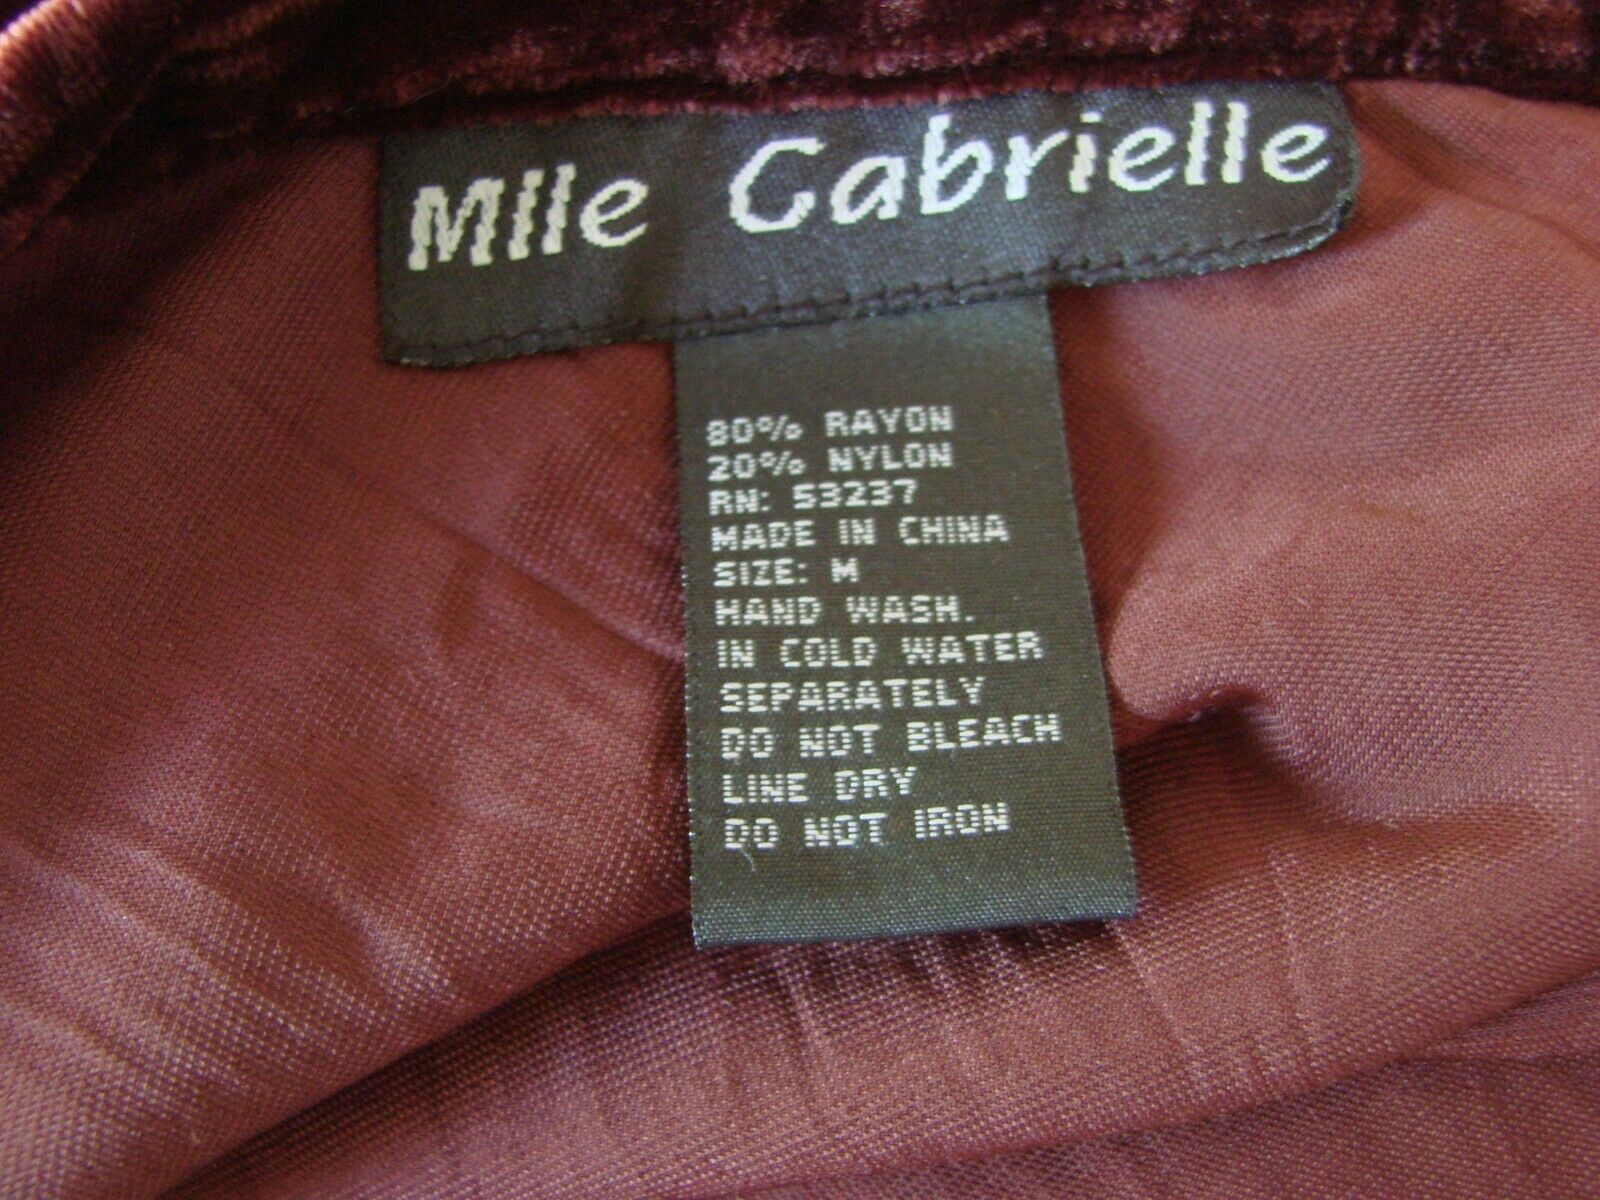 Mlle Gabrielle
80% RAYON
20% NYLON
RN: 53237
MADE IN CHINA
SIZE: M
HAND WASH.
IN COLD WATER
SEPARATELY
DO NOT BLEACH
LINE DRY
DO NOT IRON